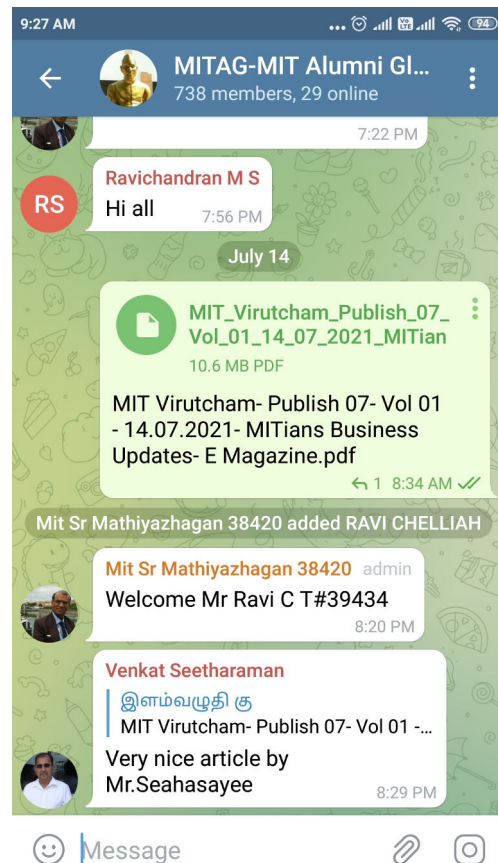 9:27 AM
... Vo LTE 94
MITAG-MIT Alumni Gl...
738 members, 29 online
7:22 PM
RS
Ravichandran M S
Hi all 7:56 PM
July 14
MIT_Virutcham_Publish_07_
Vol_01_14_07_2021_MITian
10.6 MB PDF
MIT Virutcham- Publish 07- Vol 01
- 14.07.2021- MITians Business
Updates- E Magazine.pdf
1 8:34 AM
Mit Sr Mathiyazhagan 38420 added RAVI CHELLIAH
Mit Sr Mathiyazhagan 38420 admin
Welcome Mr Ravi C T#39434
8:20 PM
Venkat Seetharaman
இளம்வழுதி கு
MIT Virutcham- Publish 07- Vol 01 -...
Very nice article by
Mr.Seahasayee 8:29 PM
Message